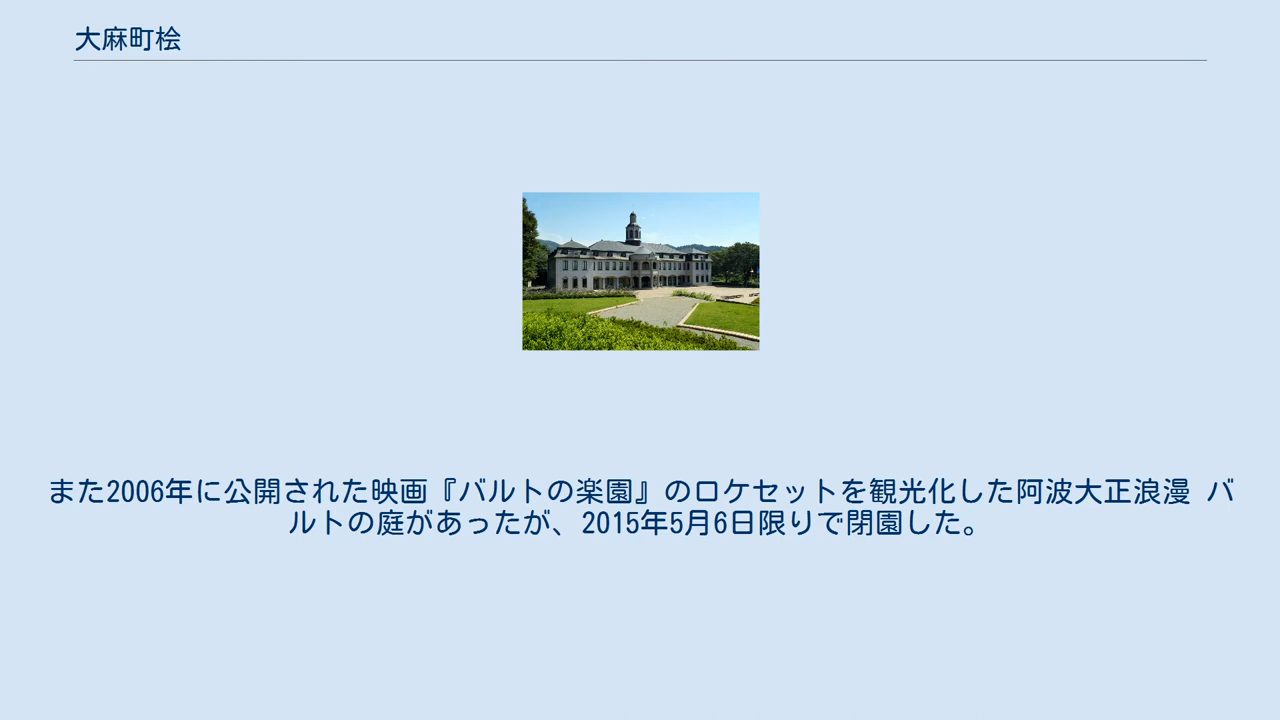 大麻町桧
また2006年に公開された映画『バルトの楽園』のロケセットを観光化した阿波大正浪漫 バ
ルトの庭があったが、2015年5月6日限りで閉園した。